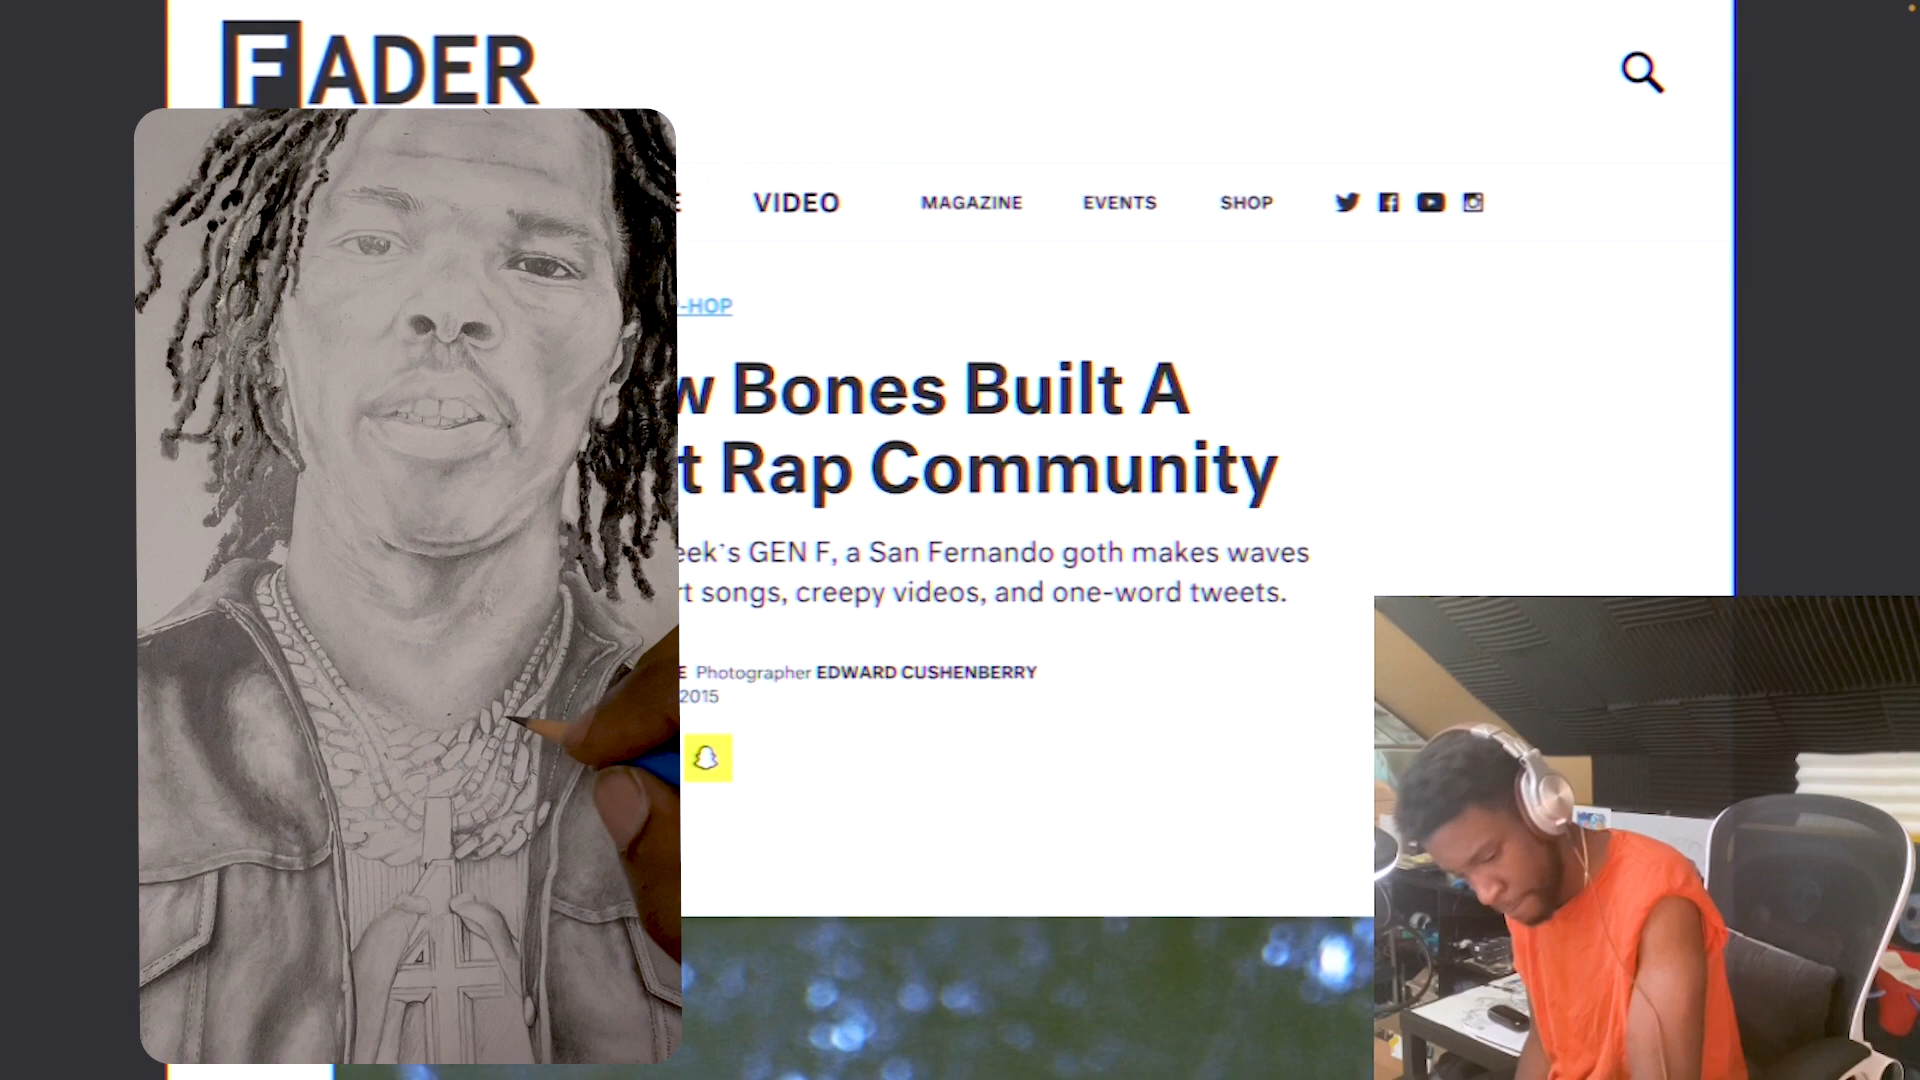 FADER
VIDEO
MAGAZINE
EVENTS
SHOP
-HOP
w Bones Built A
t Rap Community
eek's GEN F, a San Fernando goth makes waves
rt songs, creepy videos, and one-word tweets.
E Photographer EDWARD CUSHENBERRY
2015